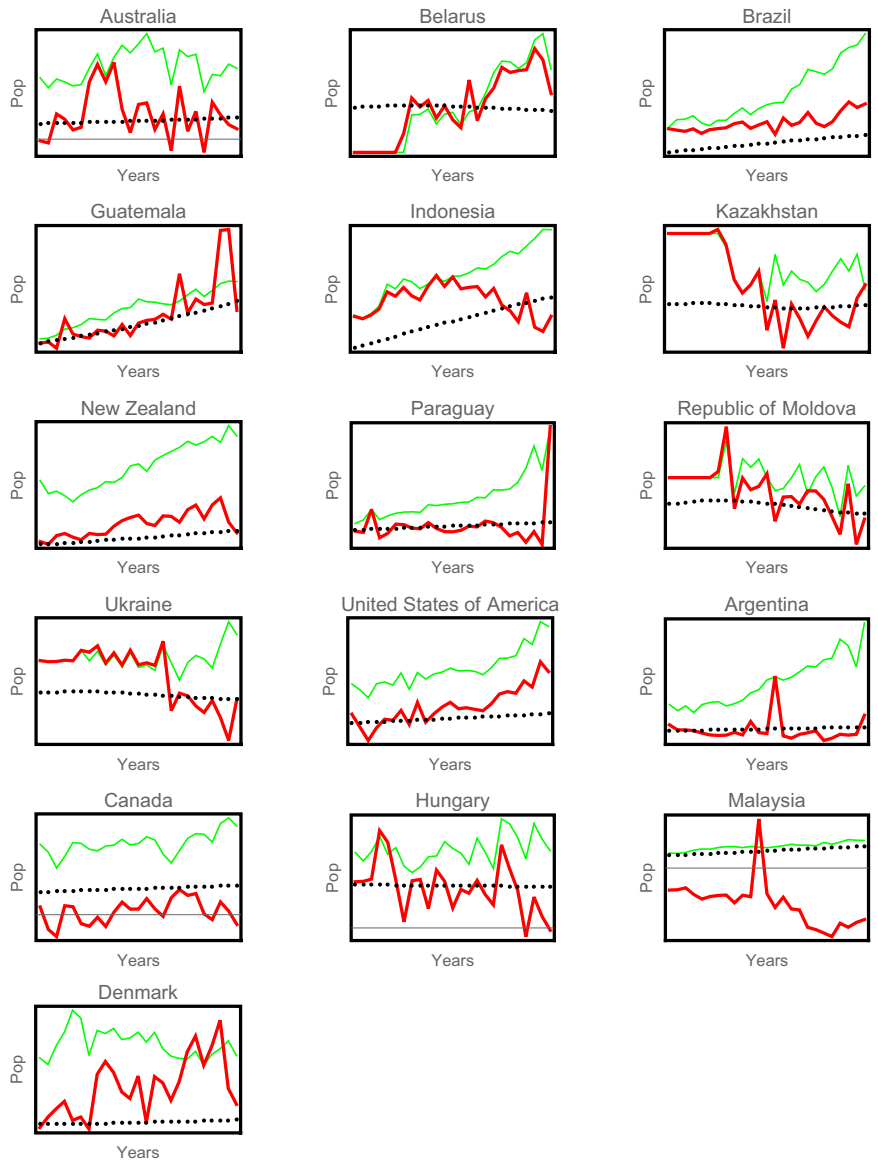 Australia
Belarus
Brazil
Pop
Years
Years
Years
Guatemala
Indonesia
Kazakhstan
Pop
Pop
Pop
Years
Years
Years
New Zealand
Paraguay
Republic of Moldova
Pop
Pop
Pop
Years
Years
Years
Ukraine
United States of America
Argentina
Pop
Pop
Pop
Years
Years
Years
Canada
Hungary
Malaysia
Pop
Pop
Pop
Years
Years
Years
Denmark
Pop
Years